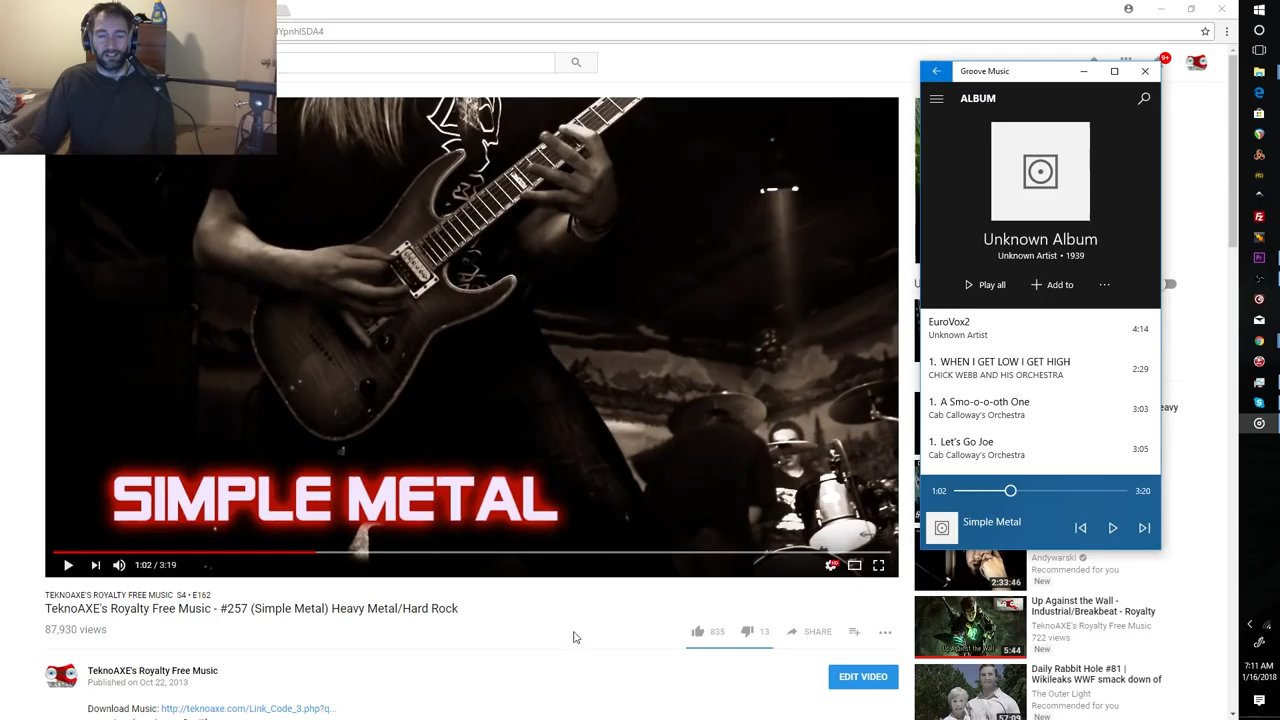 YpnhlSDA4
9+
SIMPLE METAL
1:02 / 3:19
HD
TEKNOAXE'S ROYALTY FREE MUSIC S4 • E162
TeknoAXE's Royalty Free Music - #257 (Simple Metal) Heavy Metal/Hard Rock
87,930 views
835
13
SHARE
TeknoAXE's Royalty Free Music
Published on Oct 22, 2013
EDIT VIDEO
Download Music: http://teknoaxe.com/Link_Code_3.php?q...
Groove Music
ALBUM
Unknown Album
Unknown Artist • 1939
Play all
Add to
EuroVox2
Unknown Artist
4:14
1. WHEN I GET LOW I GET HIGH
CHICK WEBB AND HIS ORCHESTRA
2:29
1. A Smo-o-o-oth One
Cab Calloway's Orchestra
3:03
1. Let's Go Joe
Cab Calloway's Orchestra
3:05
1:02
3:20
Simple Metal
eavy
Andywarski
Recommended for you
New
2:33:46
Up Against the Wall -
Industrial/Breakbeat - Royalty
TeknoAXE's Royalty Free Music
722 views
New
5:44
Daily Rabbit Hole #81 |
Wikileaks WWF smack down of
The Outer Light
Recommended for you
New
57:09
7:11 AM
1/16/2018